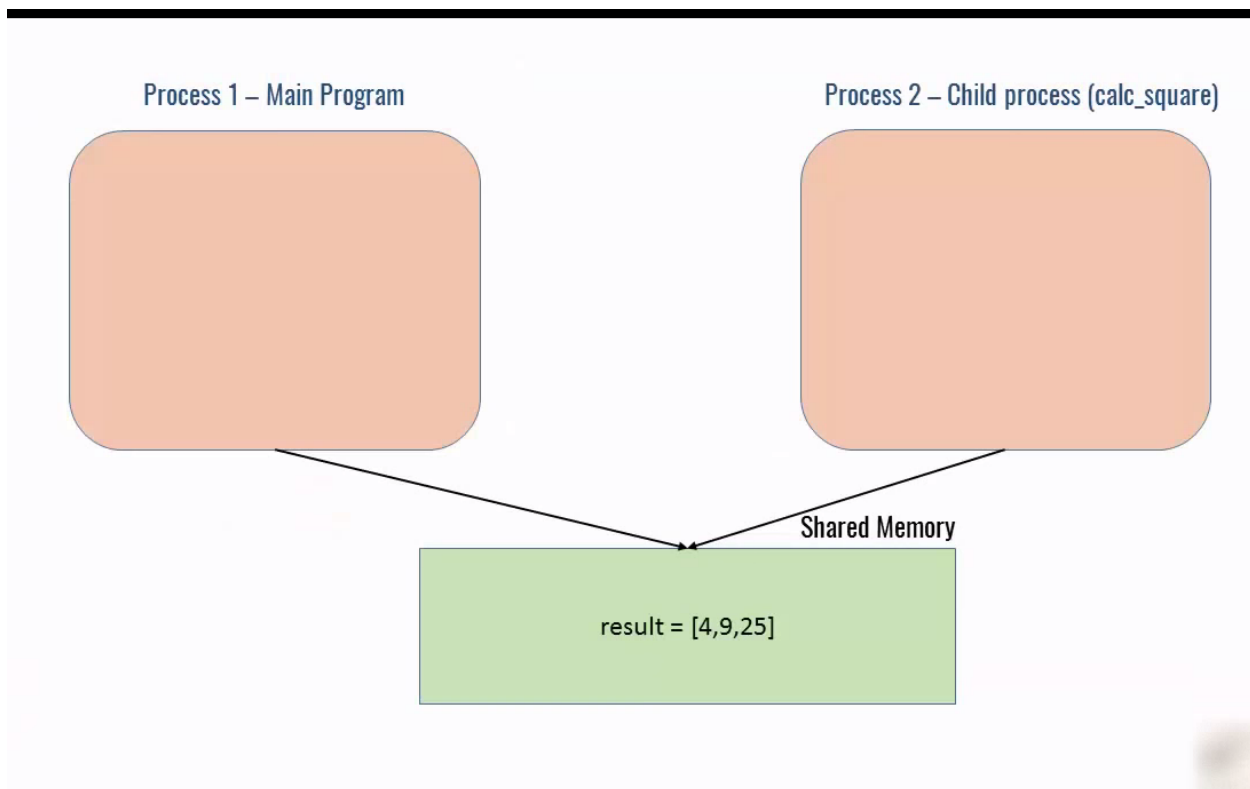 Process 1 – Main Program
Process 2 – Child process (calc_square)
Shared Memory
result = [4,9,25]